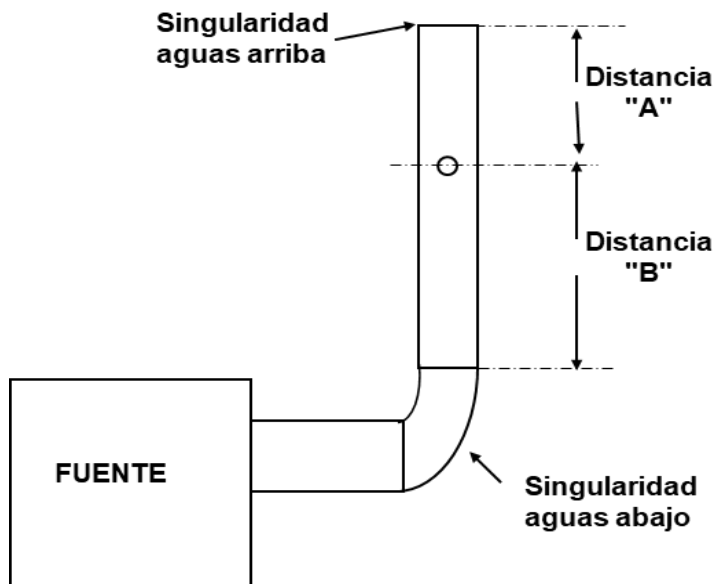 Singularidad
aguas arriba
Distancia
"A"
Distancia
"B"
FUENTE
Singularidad
aguas abajo